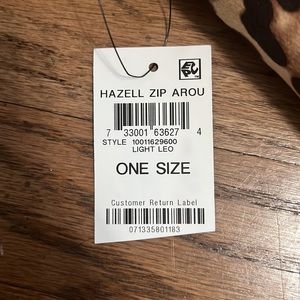 HAZELL ZIP AROU
7 33001 63627 4
STYLE 10011629600
LIGHT LEO
ONE SIZE
Customer Return Label
071335801183